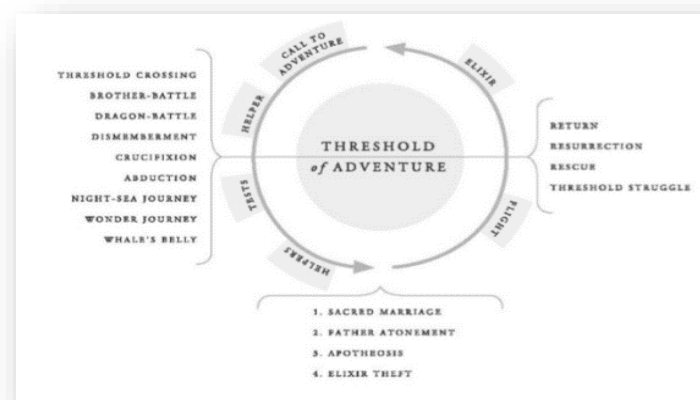 CALL TO
ADVENTURE
HELPER
THRESHOLD CROSSING
BROTHER-BATTLE
DRAGON-BATTLE
DISMEMBERMENT
CRUCIFIXION
ABDUCTION
NIGHT-SEA JOURNEY
WONDER JOURNEY
WHALE'S BELLY
TESTS
HELPERS
THRESHOLD
of ADVENTURE
ELIXIR
FLIGHT
RETURN
RESURRECTION
RESCUE
THRESHOLD STRUGGLE
1. SACRED MARRIAGE
2. FATHER ATONEMENT
3. APOTHEOSIS
4. ELIXIR THEFT